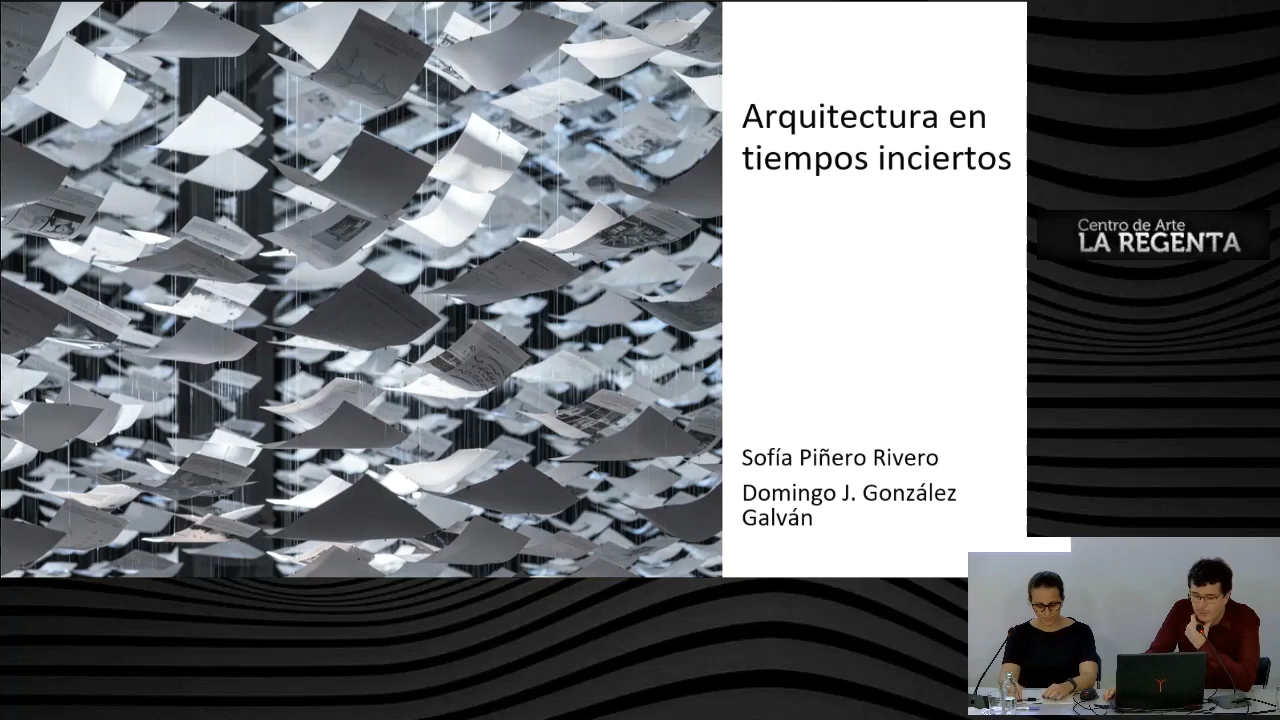 Arquitectura en
tiempos inciertos
Centro de Arte
LA REGENTA
Sofía Piñero Rivero
Domingo J. González
Galván